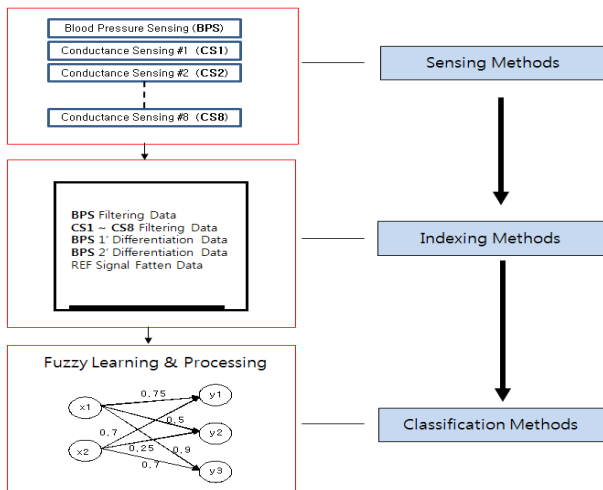 Blood Pressure Sensing (BPS)
Conductance Sensing #1 (CS1)
Conductance Sensing #2 (CS2)
Conductance Sensing #8 (CS8)
Sensing Methods
BPS Filtering Data
CS1 ~ CS8 Filtering Data
BPS 1' Differentiation Data
BPS 2' Differentiation Data
REF Signal Fatten Data
Indexing Methods
Fuzzy Learning & Processing
x1
x2
0.75
0.5
0.9
0.7
0.25
0.7
y1
y2
y3
Classification Methods